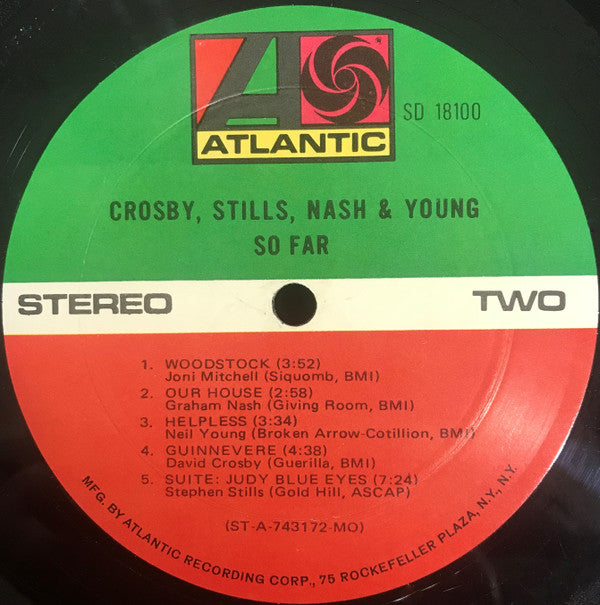 ATLANTIC
SD 18100
CROSBY, STILLS, NASH & YOUNG
SO FAR
STEREO
TWO
1. WOODSTOCK (3:52)
Joni Mitchell (Siquomb, BMI)
2. OUR HOUSE (2:58)
Graham Nash (Giving Room, BMI)
3. HELPLESS (3:34)
Neil Young (Broken Arrow-Cotillion, BMI)
4. GUINNEVERE (4:38)
David Crosby (Guerilla, BMI)
5. SUITE: JUDY BLUE EYES (7:24)
Stephen Stills (Gold Hill, ASCAP)
(ST-A-743172-MO)
MFG. BY ATLANTIC RECORDING CORP., 75 ROCKEFELLER PLAZA, N.Y., N.Y.